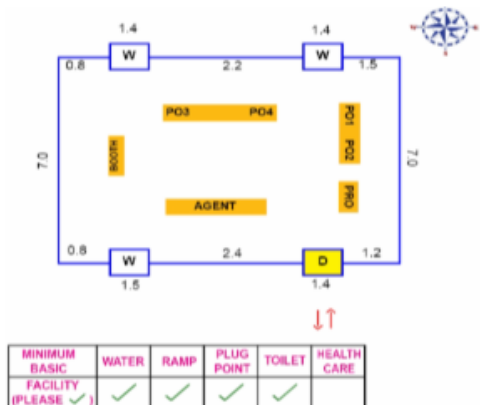 1.4 1.4
W W
0.8 2.2 1.5
PO3 PO4
PO1
PO2
7.0
BOOTH
7.0
AGENT
PRO
0.8 2.4 1.2
W D
1.5 1.4
MINIMUM BASIC FACILITY (PLEASE ✓) WATER RAMP PLUG POINT TOILET HEALTH CARE
✓ ✓ ✓ ✓